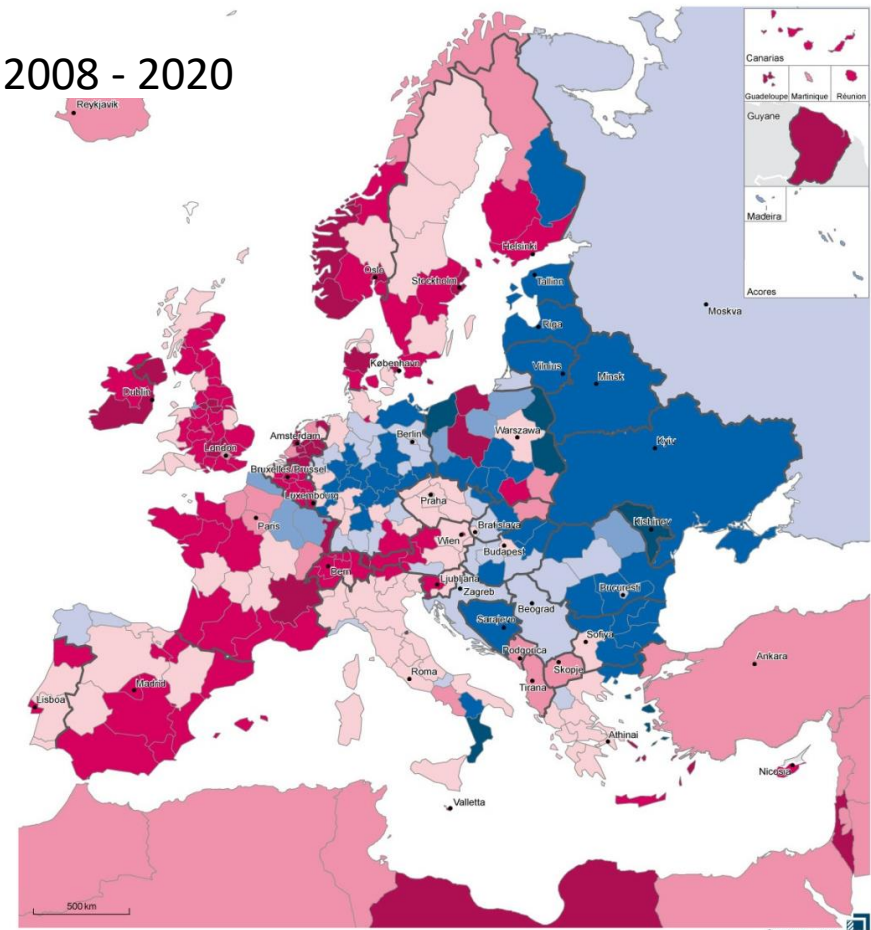 2008 - 2020
Reykjavik
Canarias
Guadeloupe
Martinique
Réunion
Guyane
Madeira
Acores
Helsinki
Oslo
Stockholm
Tallinn
Riga
Moskva
København
Vilnius
Minsk
Dublin
Amsterdam
Berlin
Warszawa
London
Kyiv
Bruxelles/Brussel
Luxembourg
Praha
Paris
Kishinev
Wien
Bratislava
Budapest
Bern
Ljubljana
Zagreb
Beograd
Bucuresti
Sarajevo
Sofiya
Podgorica
Skopje
Ankara
Roma
Tirana
Madrid
Lisboa
Athinai
Nicosia
Valletta
500 km